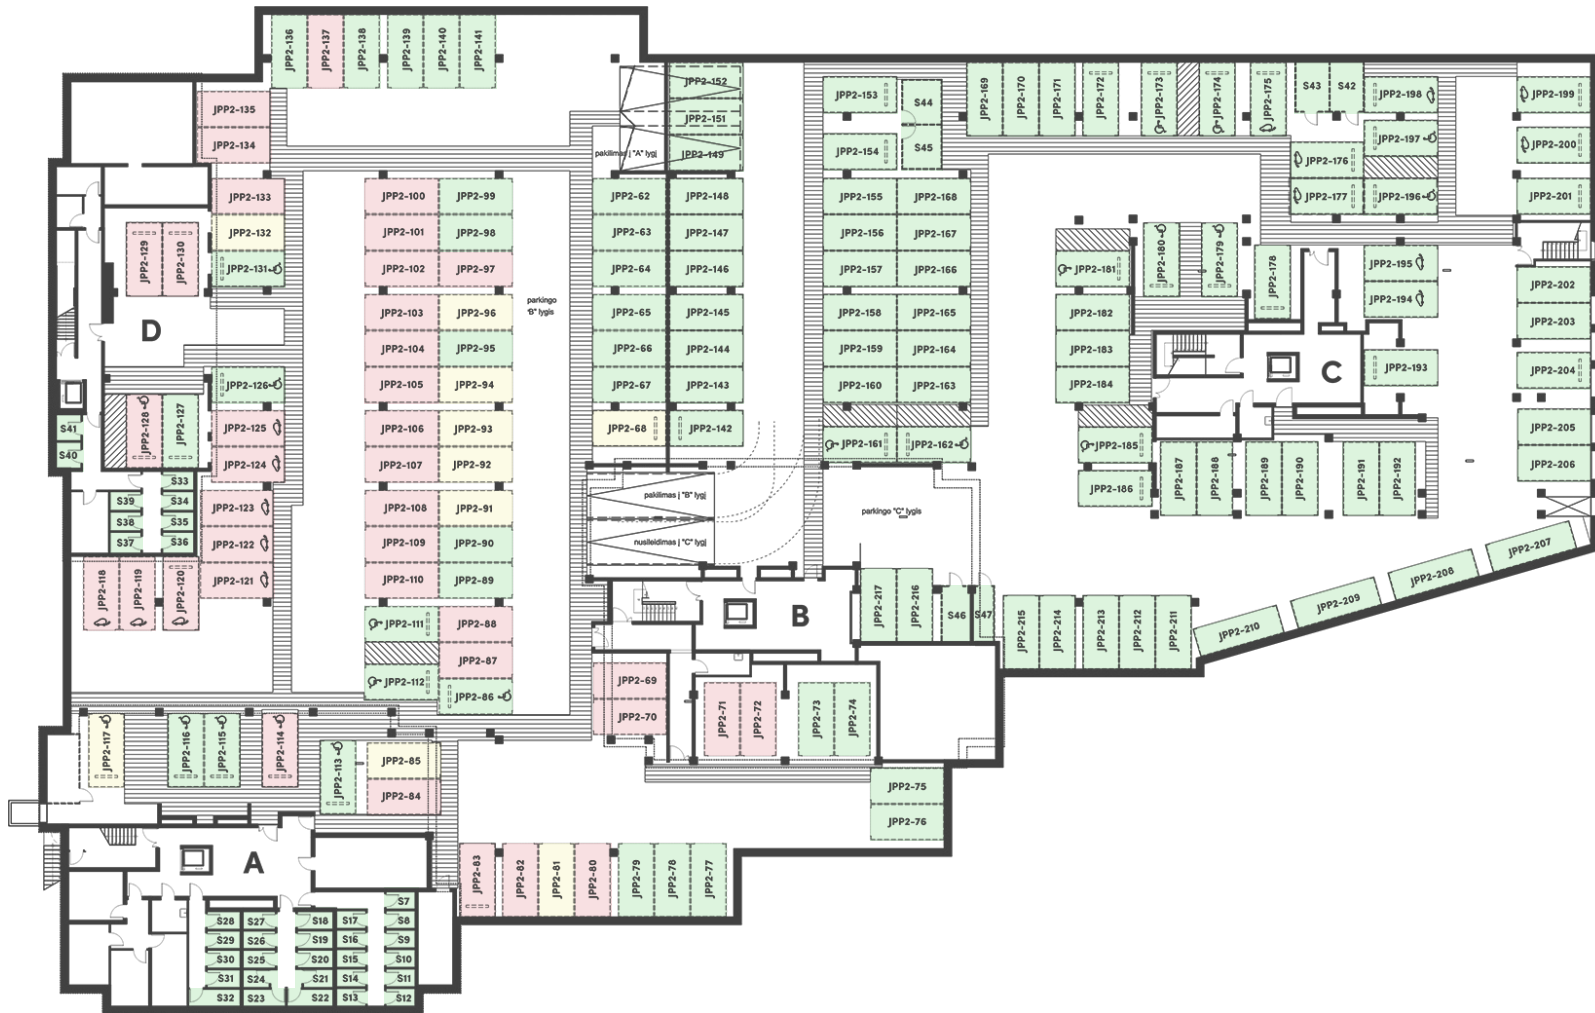 JPP2-136
JPP2-137
JPP2-138
JPP2-139
JPP2-140
JPP2-141
JPP2-135
JPP2-134
JPP2-133
JPP2-132
JPP2-131
JPP2-129
JPP2-130
D
JPP2-126
JPP2-128
JPP2-127
JPP2-125
JPP2-124
S41
S40
S33
S39
S34
S38
S35
S37
S36
JPP2-123
JPP2-122
JPP2-121
JPP2-118
JPP2-119
JPP2-120
JPP2-100
JPP2-99
JPP2-101
JPP2-98
JPP2-102
JPP2-97
JPP2-103
JPP2-96
JPP2-104
JPP2-95
JPP2-105
JPP2-94
JPP2-106
JPP2-93
JPP2-107
JPP2-92
JPP2-108
JPP2-91
JPP2-109
JPP2-90
JPP2-110
JPP2-89
JPP2-111
JPP2-88
JPP2-87
JPP2-112
JPP2-86
parkingo
"B" lygis
JPP2-152
JPP2-151
pakilimas į "A" lygį
JPP2-149
JPP2-62
JPP2-148
JPP2-63
JPP2-147
JPP2-64
JPP2-146
JPP2-65
JPP2-145
JPP2-66
JPP2-144
JPP2-67
JPP2-143
JPP2-68
JPP2-142
pakilimas į "B" lygį
nusileidimas į "C" lygį
parkingo "C" lygis
JPP2-153
S44
JPP2-154
S45
JPP2-155
JPP2-168
JPP2-156
JPP2-167
JPP2-157
JPP2-166
JPP2-158
JPP2-165
JPP2-159
JPP2-164
JPP2-160
JPP2-163
JPP2-161
JPP2-162
JPP2-169
JPP2-170
JPP2-171
JPP2-172
JPP2-173
JPP2-174
JPP2-175
S43
S42
JPP2-198
JPP2-197
JPP2-176
JPP2-177
JPP2-196
JPP2-199
JPP2-200
JPP2-201
JPP2-181
JPP2-180
JPP2-179
JPP2-178
JPP2-195
JPP2-194
JPP2-182
JPP2-183
JPP2-184
C
JPP2-193
JPP2-202
JPP2-203
JPP2-204
JPP2-205
JPP2-206
JPP2-185
JPP2-186
JPP2-187
JPP2-188
JPP2-189
JPP2-190
JPP2-191
JPP2-192
JPP2-207
JPP2-208
JPP2-209
JPP2-210
B
JPP2-217
JPP2-216
S46
S47
JPP2-215
JPP2-214
JPP2-213
JPP2-212
JPP2-211
JPP2-69
JPP2-70
JPP2-71
JPP2-72
JPP2-73
JPP2-74
JPP2-75
JPP2-76
JPP2-117
JPP2-116
JPP2-115
JPP2-114
JPP2-113
JPP2-85
JPP2-84
A
JPP2-83
JPP2-82
JPP2-81
JPP2-80
JPP2-79
JPP2-78
JPP2-77
S7
S28
S27
S18
S17
S8
S29
S26
S19
S16
S9
S30
S25
S20
S15
S10
S31
S24
S21
S14
S11
S32
S23
S22
S13
S12